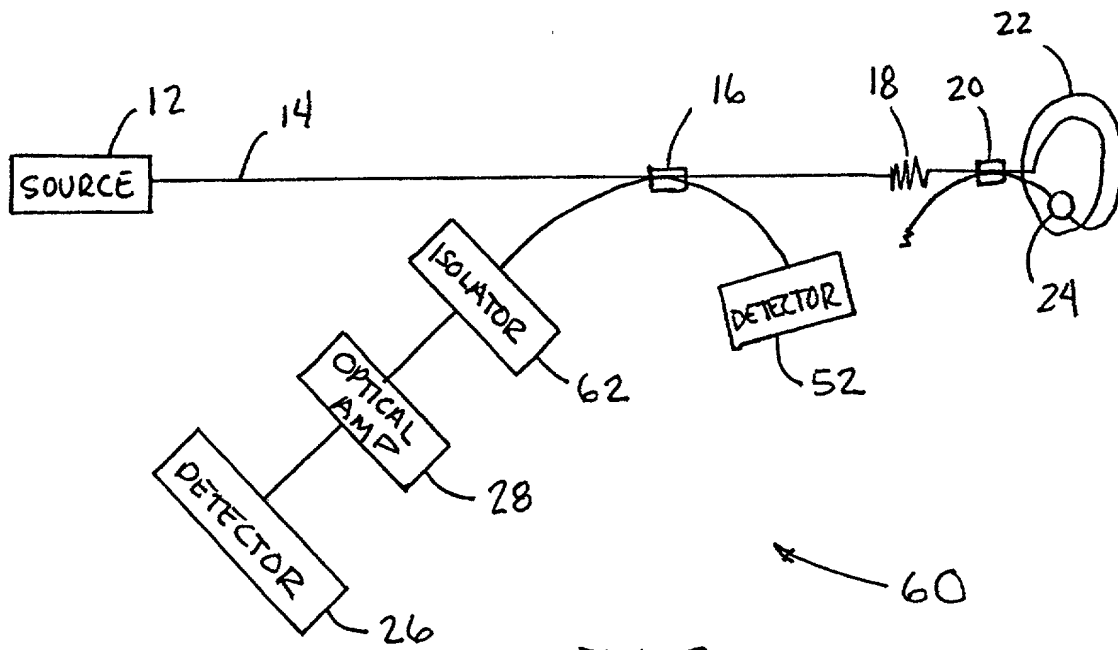 22
12
14
16
18
20
SOURCE
ISOLATOR
DETECTOR
24
62
52
OPTICAL
AMP
28
DETECTOR
60
26